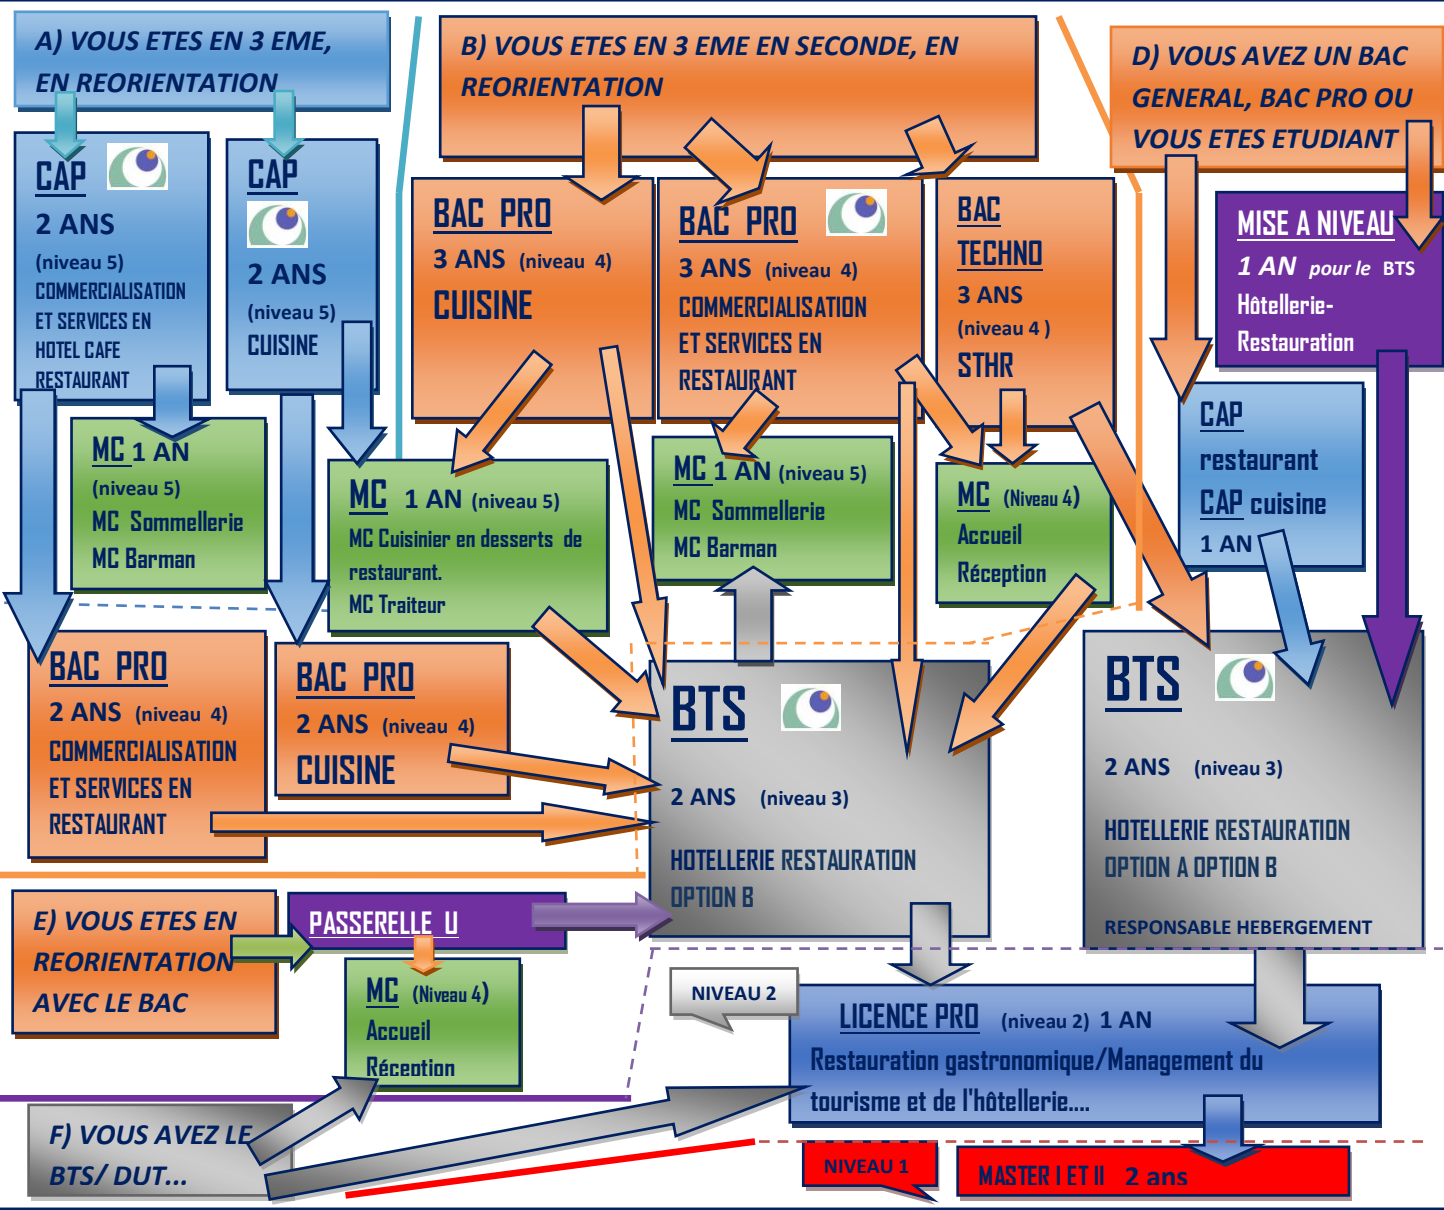 A) VOUS ETES EN 3 EME,
EN REORIENTATION
B) VOUS ETES EN 3 EME EN SECONDE, EN
REORIENTATION
D) VOUS AVEZ UN BAC
GENERAL, BAC PRO OU
VOUS ETES ETUDIANT
CAP
2 ANS
(niveau 5)
COMMERCIALISATION
ET SERVICES EN
HOTEL CAFE
RESTAURANT
CAP
2 ANS
(niveau 5)
CUISINE
BAC PRO
3 ANS (niveau 4)
CUISINE
BAC PRO
3 ANS (niveau 4)
COMMERCIALISATION
ET SERVICES EN
RESTAURANT
BAC
TECHNO
3 ANS
(niveau 4 )
STHR
MISE A NIVEAU
1 AN pour le BTS
Hôtellerie-
Restauration
MC 1 AN
(niveau 5)
MC Sommellerie
MC Barman
MC 1 AN (niveau 5)
MC Cuisinier en desserts de
restaurant.
MC Traiteur
MC 1 AN (niveau 5)
MC Sommellerie
MC Barman
MC (Niveau 4)
Accueil
Réception
CAP
restaurant
CAP cuisine
1 AN
BAC PRO
2 ANS (niveau 4)
COMMERCIALISATION
ET SERVICES EN
RESTAURANT
BAC PRO
2 ANS (niveau 4)
CUISINE
BTS
2 ANS (niveau 3)
HOTELLERIE RESTAURATION
OPTION B
BTS
2 ANS (niveau 3)
HOTELLERIE RESTAURATION
OPTION A OPTION B
RESPONSABLE HEBERGEMENT
E) VOUS ETES EN
REORIENTATION
AVEC LE BAC
PASSERELLE U
MC (Niveau 4)
Accueil
Réception
NIVEAU 2
LICENCE PRO (niveau 2) 1 AN
Restauration gastronomique/Management du
tourisme et de l'hôtellerie....
F) VOUS AVEZ LE
BTS/ DUT...
NIVEAU 1
MASTER I ET II 2 ans